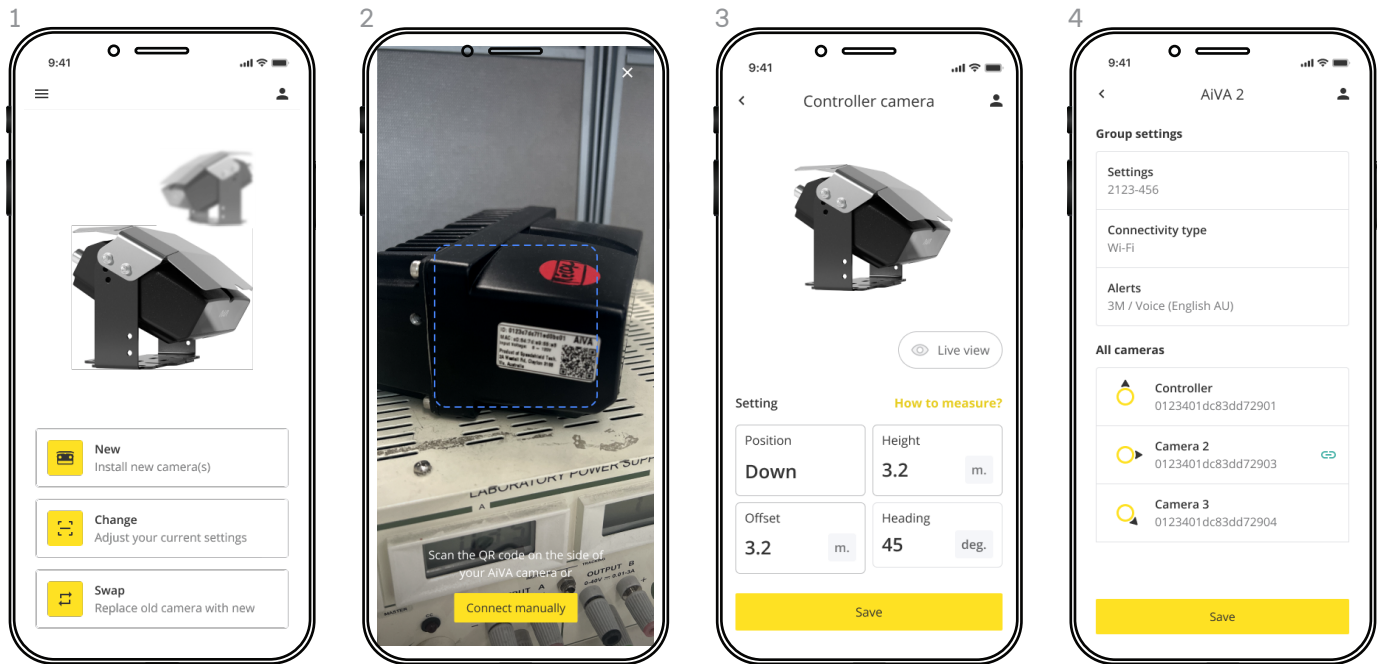 1
9:41
New
Install new camera(s)
Change
Adjust your current settings
Swap
Replace old camera with new
2
AiVA
LABORATORY POWER SUPP
A
Scan the QR code on the side of
your AiVA camera or
OUTPUT B
MASTER
Connect manually
3
9:41
Controller camera
Live view
Setting
How to measure?
Position
Down
Height
3.2
m.
Offset
3.2
m.
Heading
45
deg.
Save
4
9:41
AiVA 2
Group settings
Settings
2123-456
Connectivity type
Wi-Fi
Alerts
3M / Voice (English AU)
All cameras
Controller
0123401dc83dd72901
Camera 2
0123401dc83dd72903
Camera 3
0123401dc83dd72904
Save